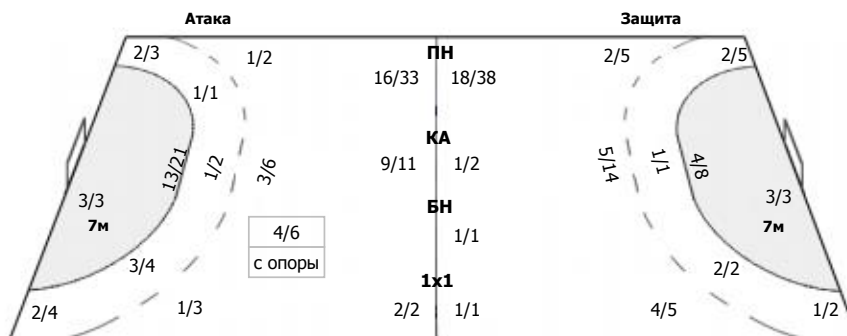 Атака Защита
2/3 1/2 ПН 2/5 2/5
16/33 18/38
1/1
КА
13/21 1/2 3/6 9/11 1/2 5/14 1/1 4/8
3/3 БН 3/3
7м 7м
4/6 1/1
с опоры
3/4 2/2
1x1
2/4 1/3 2/2 1/1 4/5 1/2